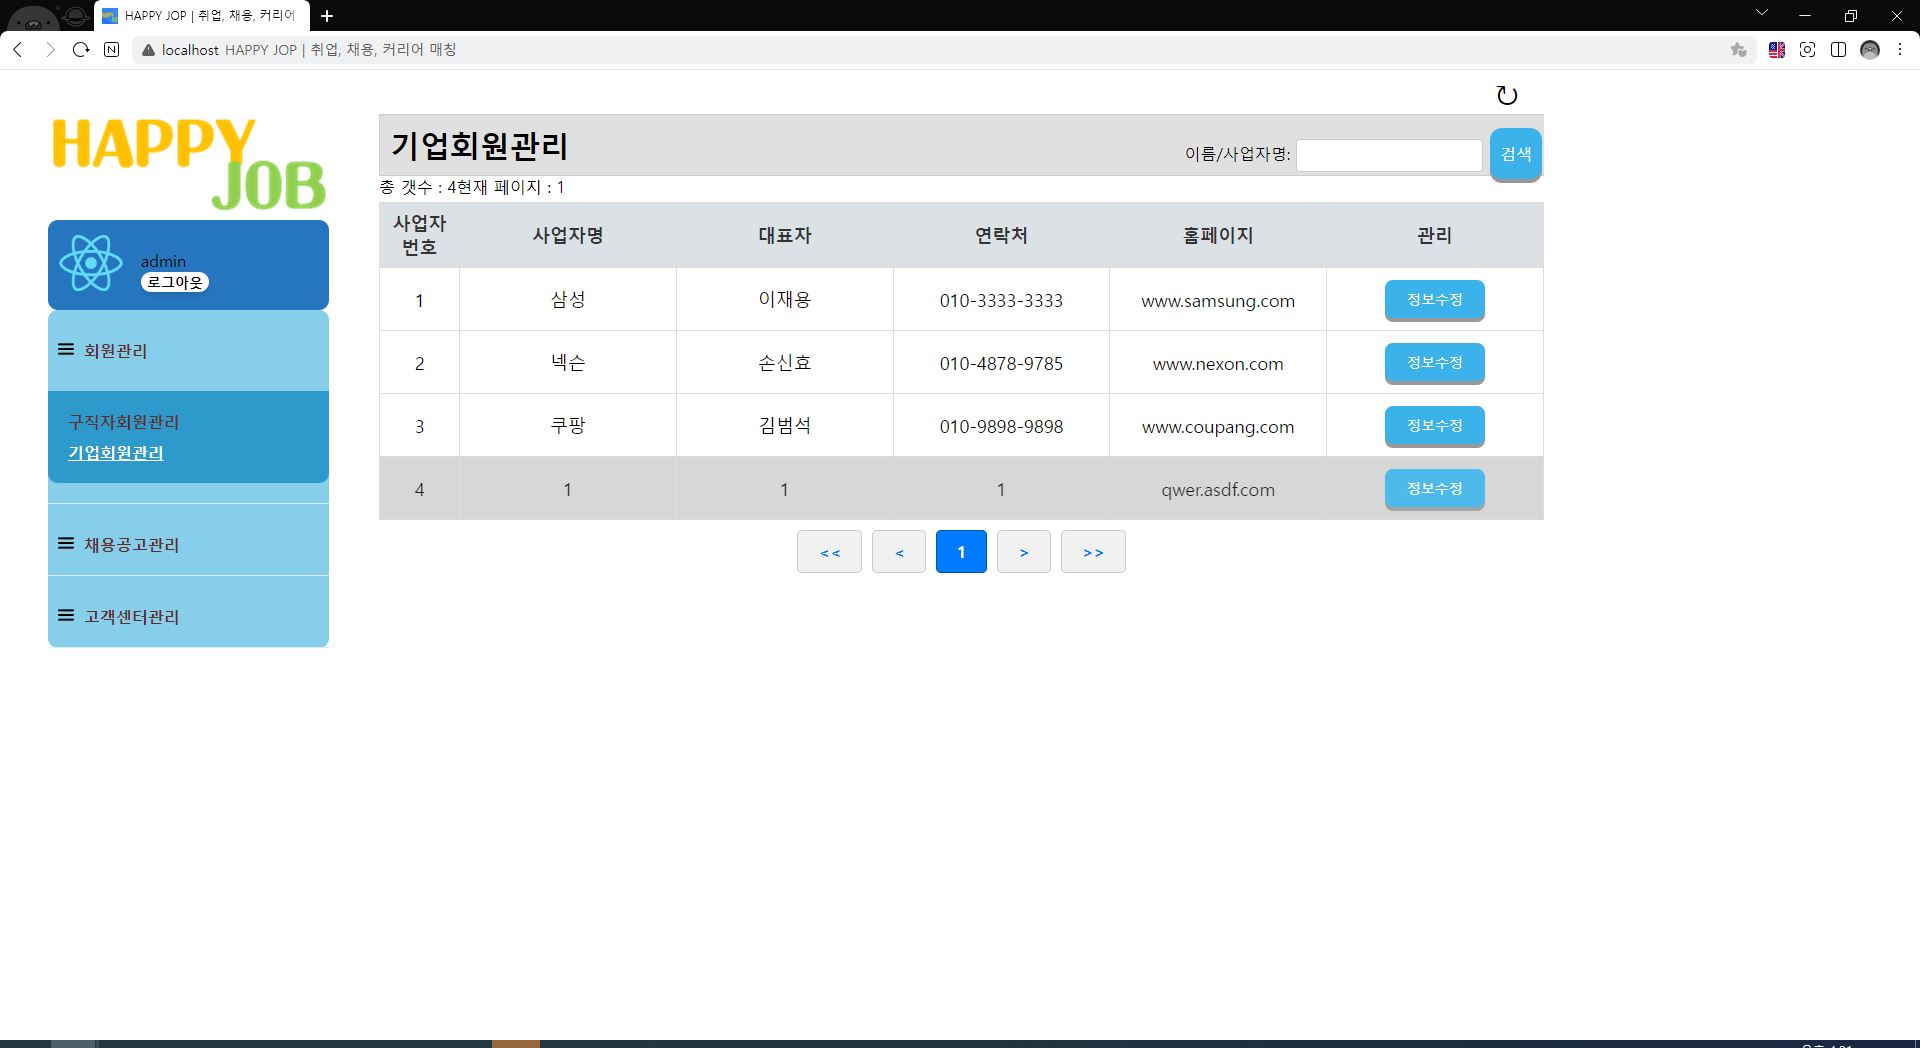 HAPPY JOP | 취업, 채용, 커리어
localhost HAPPY JOP | 취업, 채용, 커리어 매칭
HAPPY
JOB
admin
로그아웃
회원관리
구직자회원관리
기업회원관리
채용공고관리
고객센터관리
기업회원관리
이름/사업자명:
검색
총 갯수 : 4현재 페이지 : 1
사업자 번호 사업자명 대표자 연락처 홈페이지 관리
1 삼성 이재용 010-3333-3333 www.samsung.com 정보수정
2 넥슨 손신효 010-4878-9785 www.nexon.com 정보수정
3 쿠팡 김범석 010-9898-9898 www.coupang.com 정보수정
4 1 1 1 qwer.asdf.com 정보수정
<< < 1 > >>